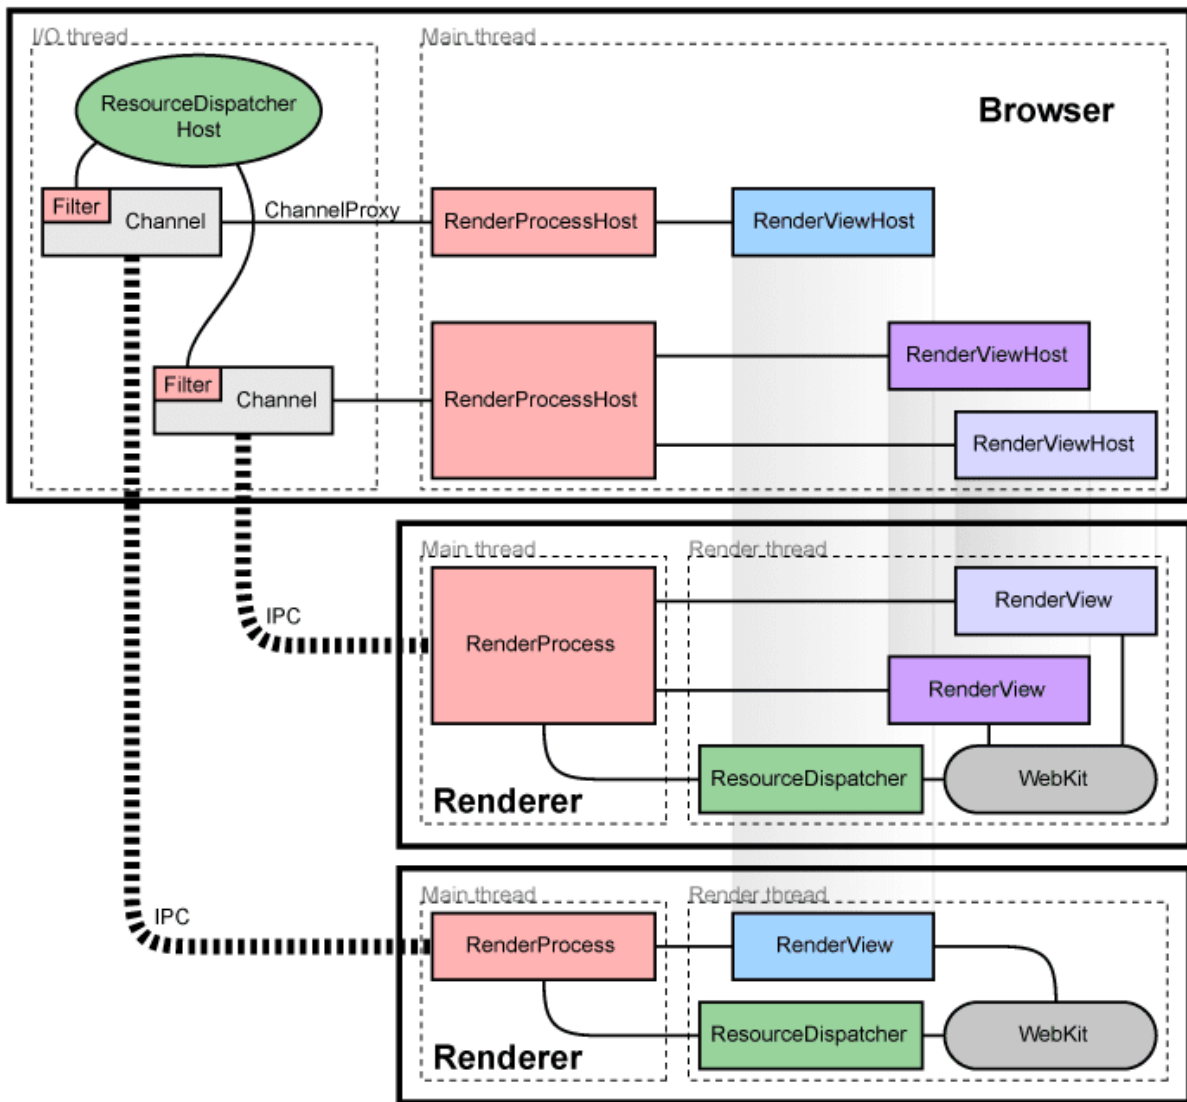 I/O thread
Main thread
ResourceDispatcher
Host
Browser
Filter
Channel
ChannelProxy
RenderProcessHost
RenderViewHost
RenderViewHost
Filter
Channel
RenderProcessHost
RenderViewHost
Main thread
Render thread
RenderView
IPC
RenderProcess
RenderView
ResourceDispatcher
WebKit
Renderer
Main thread
Render thread
IPC
RenderProcess
RenderView
ResourceDispatcher
WebKit
Renderer